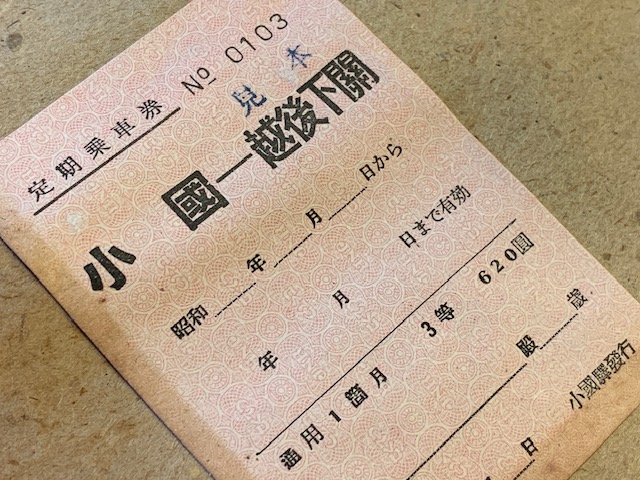 定期乗車券 No 0103
見本
小國―越後下關
昭和 年 月 日から
年 月 日まで有効
通用1箇月 3等 620圓
殿 歳
日 小國驛發行